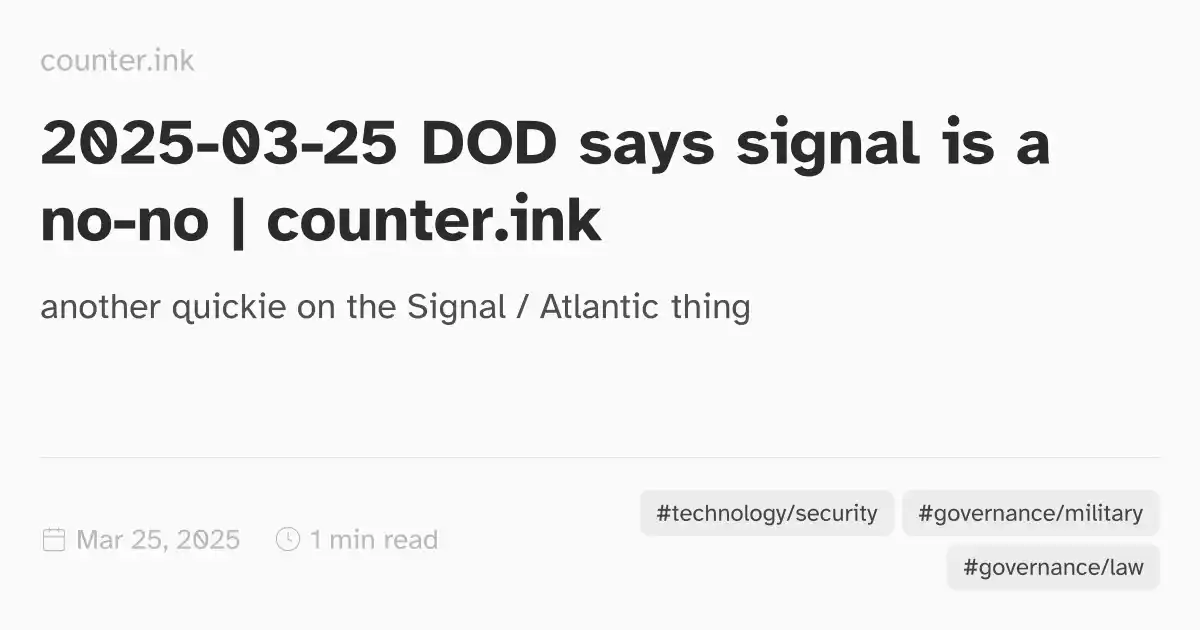 counter.ink
2025-03-25 DOD says signal is a
no-no | counter.ink
another quickie on the Signal / Atlantic thing
Mar 25, 2025 1 min read
#technology/security #governance/military
#governance/law